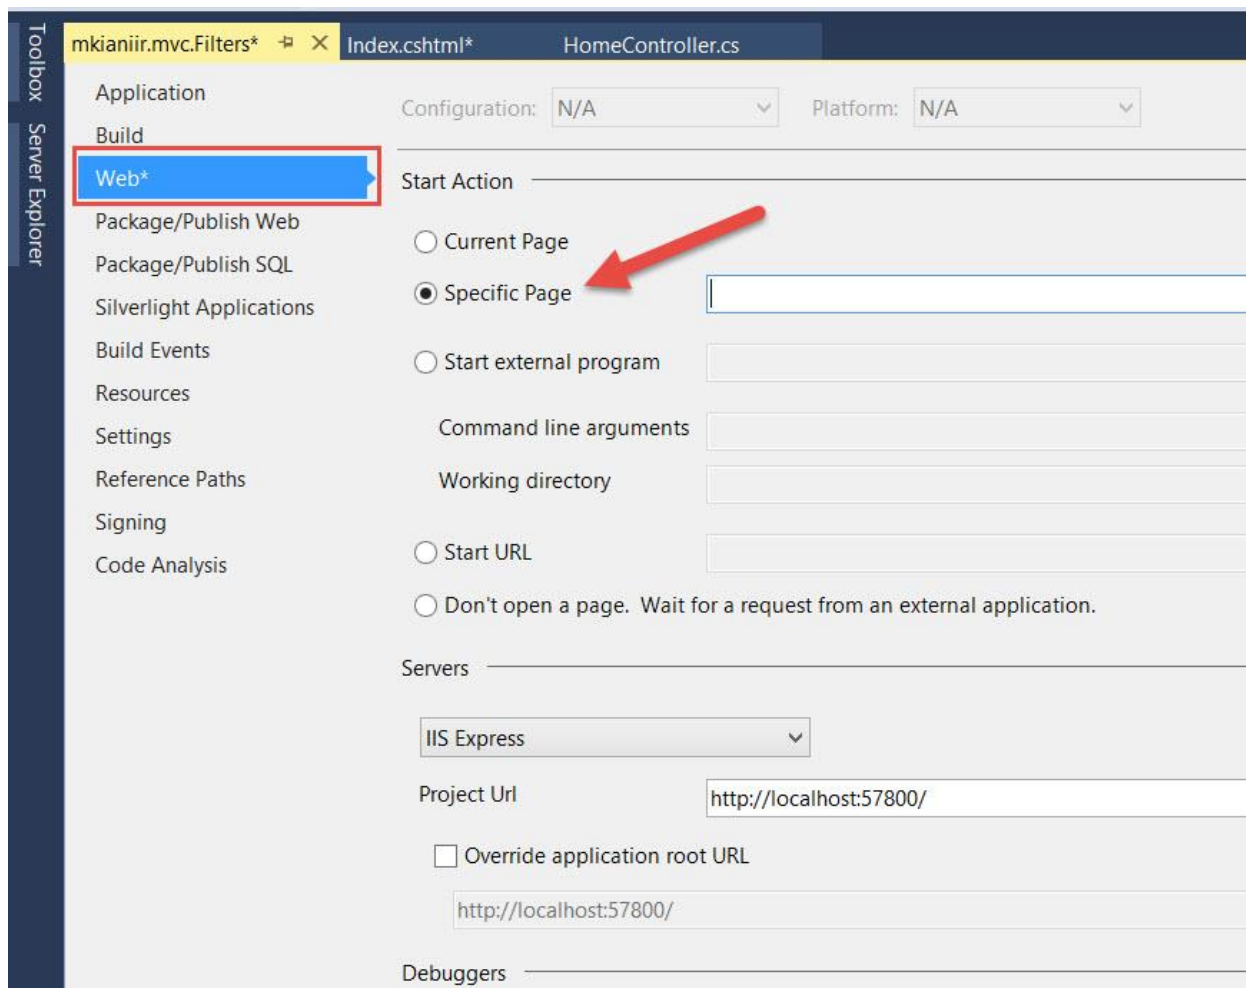 Toolbox
Server Explorer
mkianiir.mvc.Filters*
Index.cshtml*
HomeController.cs
Application
Build
Web*
Package/Publish Web
Package/Publish SQL
Silverlight Applications
Build Events
Resources
Settings
Reference Paths
Signing
Code Analysis
Configuration: N/A Platform: N/A
Start Action
Current Page
Specific Page
Start external program
Command line arguments
Working directory
Start URL
Don't open a page. Wait for a request from an external application.
Servers
IIS Express
Project Url http://localhost:57800/
Override application root URL
http://localhost:57800/
Debuggers